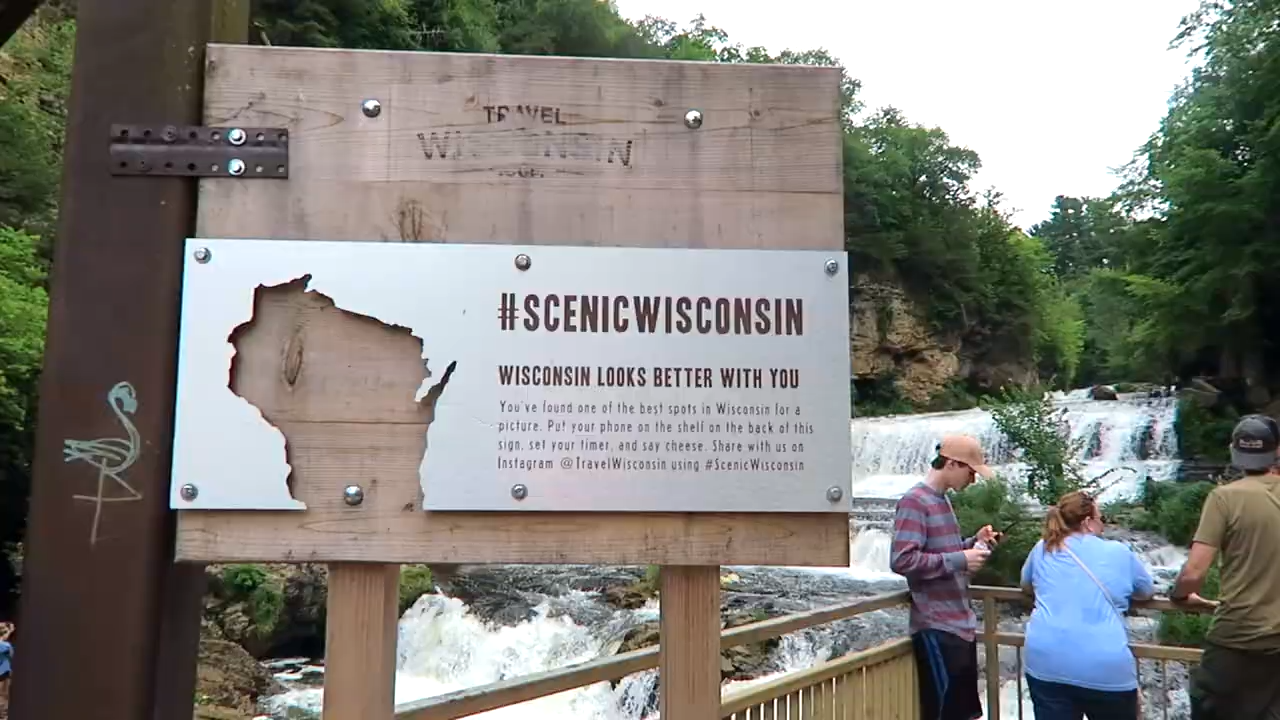 TRAVEL
WISCONSIN
.COM
#SCENICWISCONSIN
WISCONSIN LOOKS BETTER WITH YOU
You've found one of the best spots in Wisconsin for a
picture. Put your phone on the shelf on the back of this
sign, set your timer, and say cheese. Share with us on
Instagram @TravelWisconsin using #ScenicWisconsin